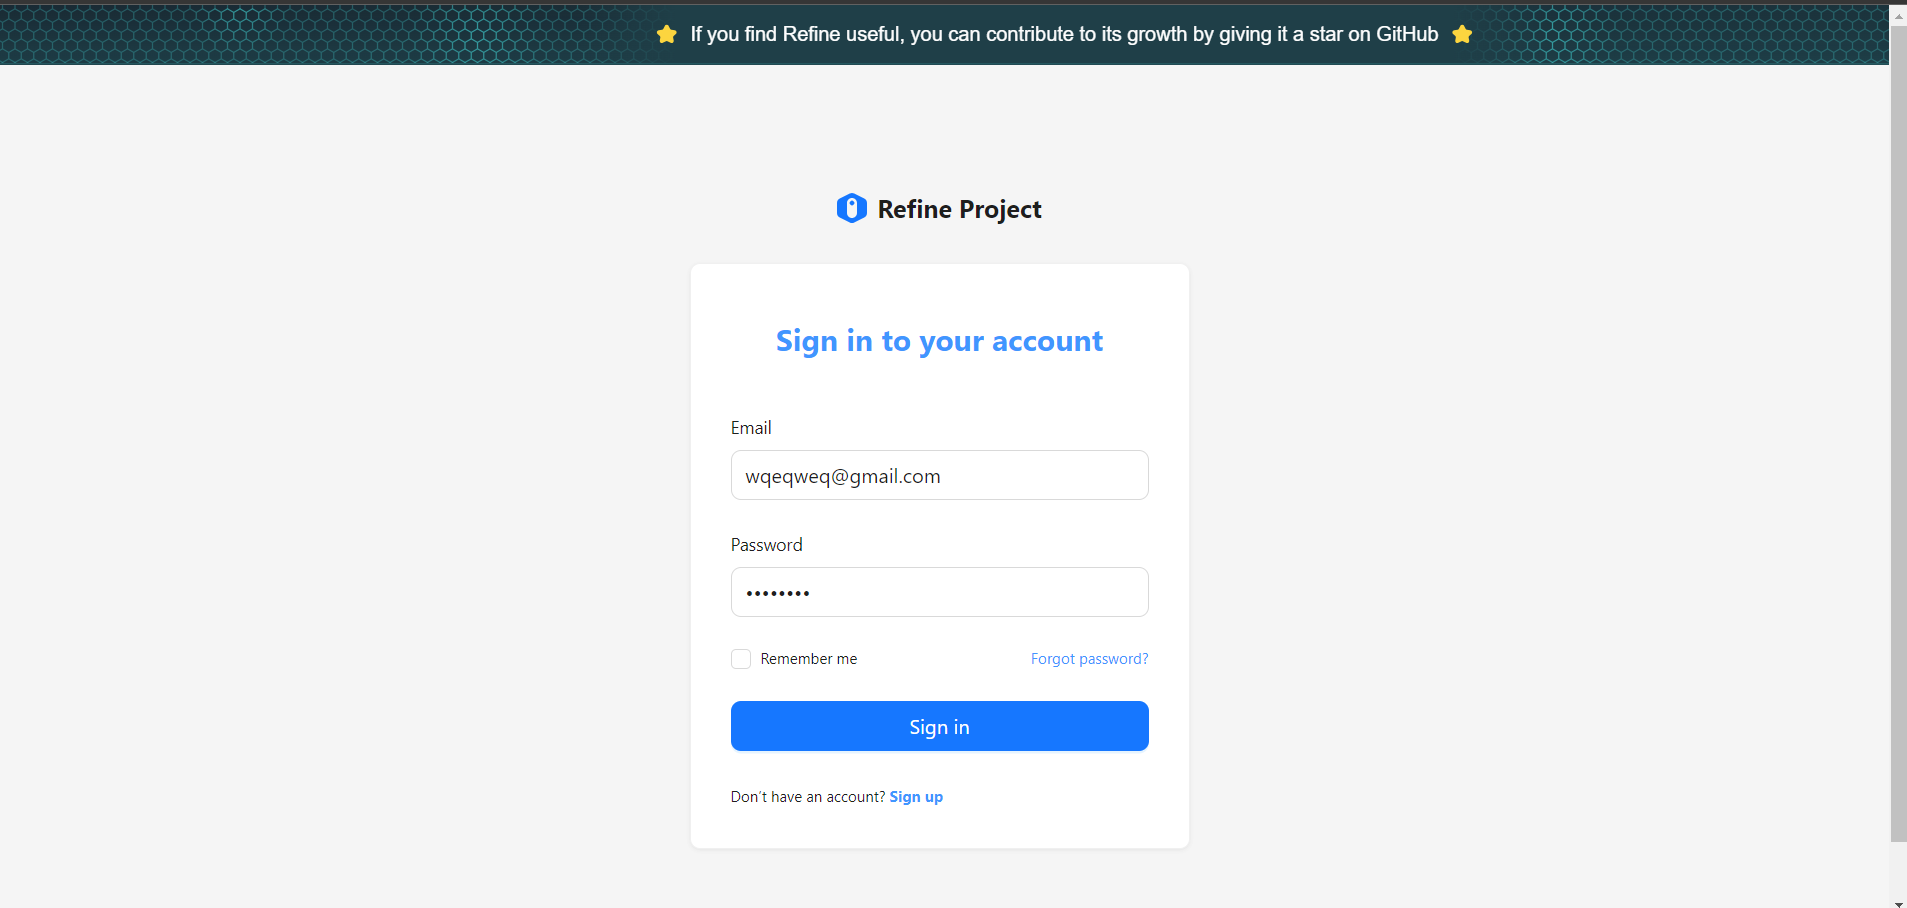 If you find Refine useful, you can contribute to its growth by giving it a star on GitHub
Refine Project
Sign in to your account
Email
wqeqweq@gmail.com
Password
••••••••
Remember me
Forgot password?
Sign in
Don’t have an account? Sign up